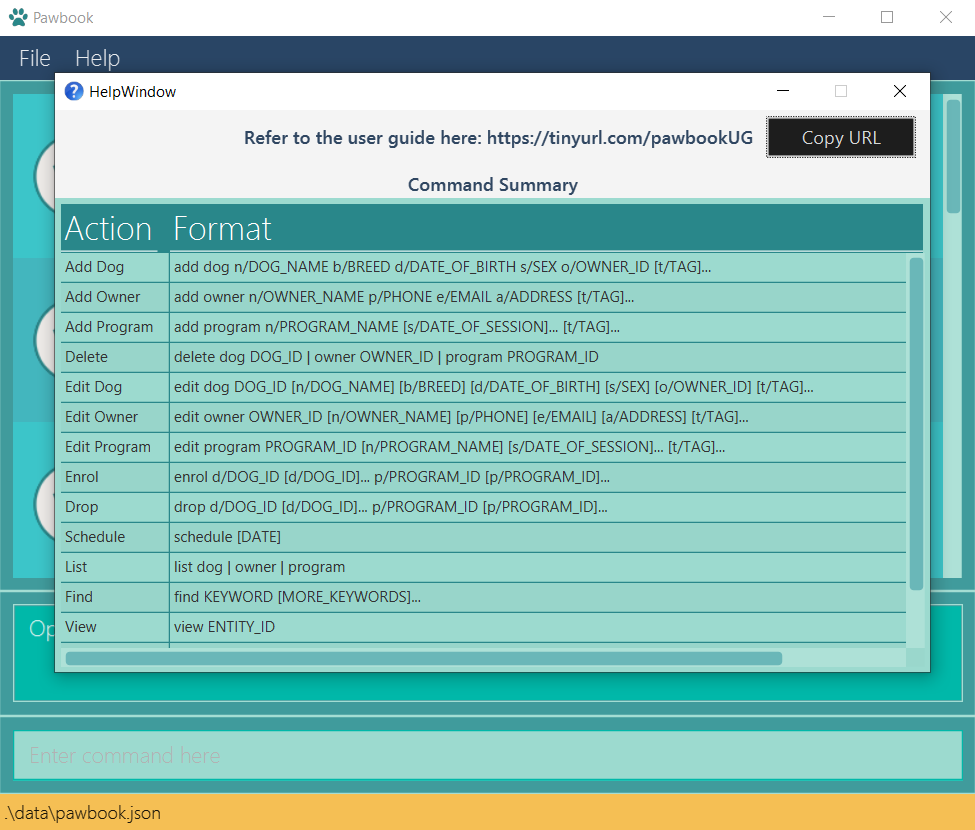 Pawbook
File Help
HelpWindow
Refer to the user guide here: https://tinyurl.com/pawbookUG Copy URL
Command Summary
Action Format
Add Dog add dog n/DOG_NAME b/BREED d/DATE_OF_BIRTH s/SEX o/OWNER_ID [t/TAG]...
Add Owner add owner n/OWNER_NAME p/PHONE e/EMAIL a/ADDRESS [t/TAG]...
Add Program add program n/PROGRAM_NAME [s/DATE_OF_SESSION]... [t/TAG]...
Delete delete dog DOG_ID | owner OWNER_ID | program PROGRAM_ID
Edit Dog edit dog DOG_ID [n/DOG_NAME] [b/BREED] [d/DATE_OF_BIRTH] [s/SEX] [o/OWNER_ID] [t/TAG]...
Edit Owner edit owner OWNER_ID [n/OWNER_NAME] [p/PHONE] [e/EMAIL] [a/ADDRESS] [t/TAG]...
Edit Program edit program PROGRAM_ID [n/PROGRAM_NAME] [s/DATE_OF_SESSION]... [t/TAG]...
Enrol enrol d/DOG_ID [d/DOG_ID]... p/PROGRAM_ID [p/PROGRAM_ID]...
Drop drop d/DOG_ID [d/DOG_ID]... p/PROGRAM_ID [p/PROGRAM_ID]...
Schedule schedule [DATE]
List list dog | owner | program
Find find KEYWORD [MORE_KEYWORDS]...
View view ENTITY_ID
Enter command here
.\data\pawbook.json